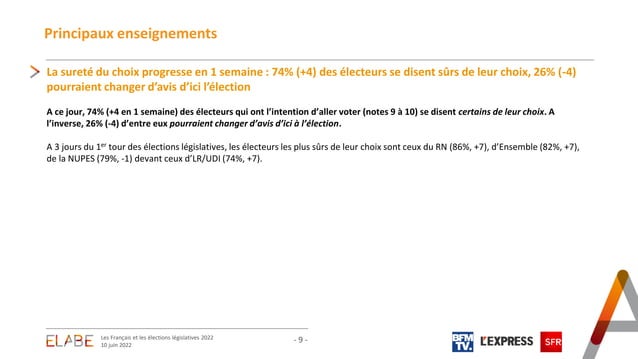 Principaux enseignements
La sureté du choix progresse en 1 semaine : 74% (+4) des électeurs se disent sûrs de leur choix, 26% (-4)
pourraient changer d’avis d’ici l’élection
A ce jour, 74% (+4 en 1 semaine) des électeurs qui ont l’intention d’aller voter (notes 9 à 10) se disent certains de leur choix. A
l’inverse, 26% (-4) d’entre eux pourraient changer d’avis d’ici à l’élection.
A 3 jours du 1er tour des élections législatives, les électeurs les plus sûrs de leur choix sont ceux du RN (86%, +7), d’Ensemble (82%, +7),
de la NUPES (79%, -1) devant ceux d’LR/UDI (74%, +7).
ELABE
Les Français et les élections législatives 2022
10 juin 2022
- 9 -
BFM
TV.
L'EXPRESS
SFR